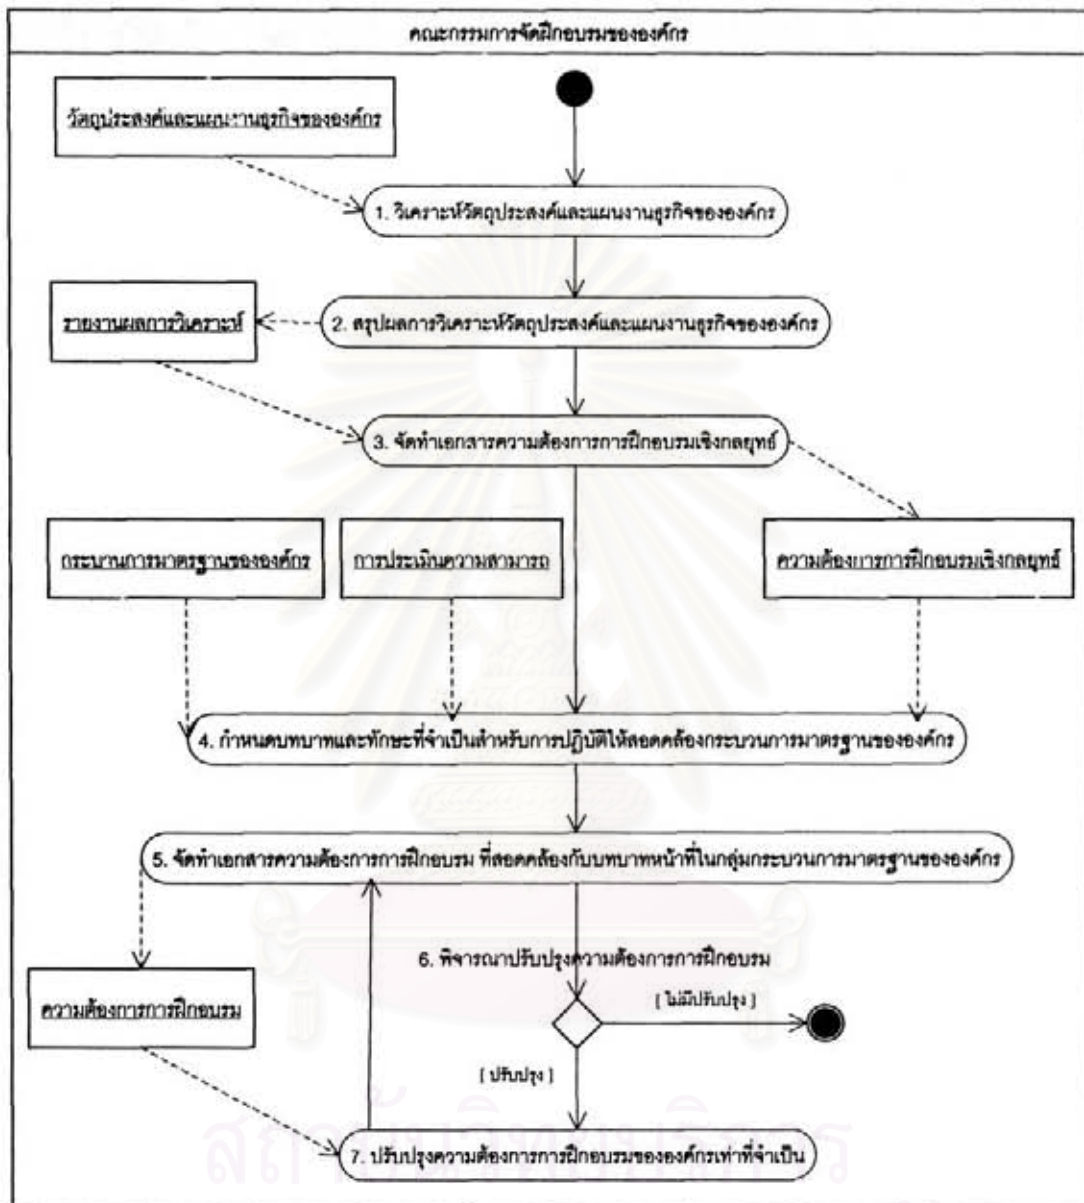 คณะกรรมการจัดฝึกอบรมขององค์กร
วัตถุประสงค์และแผนงานธุรกิจขององค์กร
1. วิเคราะห์วัตถุประสงค์และแผนงานธุรกิจขององค์กร
รายงานผลการวิเคราะห์
2. สรุปผลการวิเคราะห์วัตถุประสงค์และแผนงานธุรกิจขององค์กร
3. จัดทำเอกสารความต้องการการฝึกอบรมเชิงกลยุทธ์
กระบวนการมาตรฐานขององค์กร
การประเมินความสามารถ
ความต้องการการฝึกอบรมเชิงกลยุทธ์
4. กำหนดบทบาทและทักษะที่จำเป็นสำหรับการปฏิบัติให้สอดคล้องกระบวนการมาตรฐานขององค์กร
5. จัดทำเอกสารความต้องการการฝึกอบรม ที่สอดคล้องกับบทบาทหน้าที่ในกลุ่มกระบวนการมาตรฐานขององค์กร
6. พิจารณาปรับปรุงความต้องการการฝึกอบรม
[ ไม่มีปรับปรุง ]
ความต้องการการฝึกอบรม
[ ปรับปรุง ]
7. ปรับปรุงความต้องการการฝึกอบรมขององค์กรเท่าที่จำเป็น
สถาบันวิทยบริการ